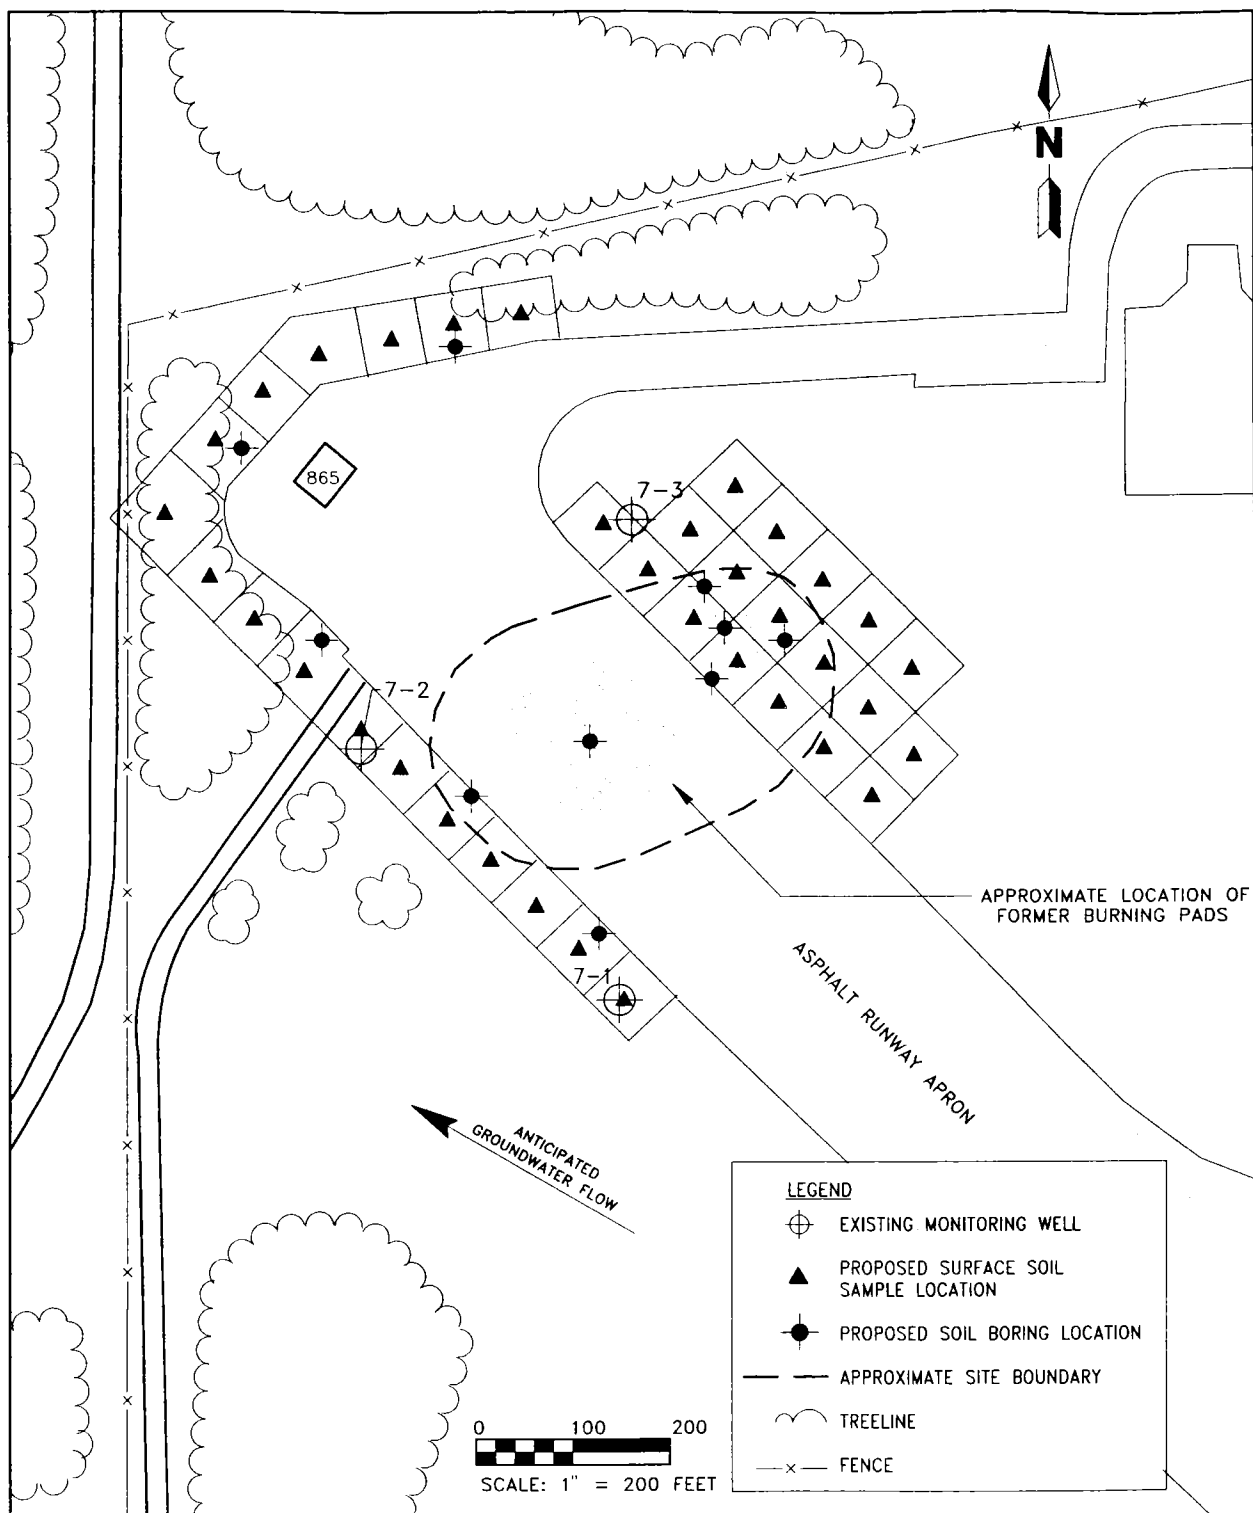 N
865
7-3
7-2
APPROXIMATE LOCATION OF
FORMER BURNING PADS
ASPHALT RUNWAY APRON
7-1
ANTICIPATED
GROUNDWATER FLOW
LEGEND
EXISTING MONITORING WELL
PROPOSED SURFACE SOIL
SAMPLE LOCATION
PROPOSED SOIL BORING LOCATION
APPROXIMATE SITE BOUNDARY
TREELINE
FENCE
0 100 200
SCALE: 1" = 200 FEET